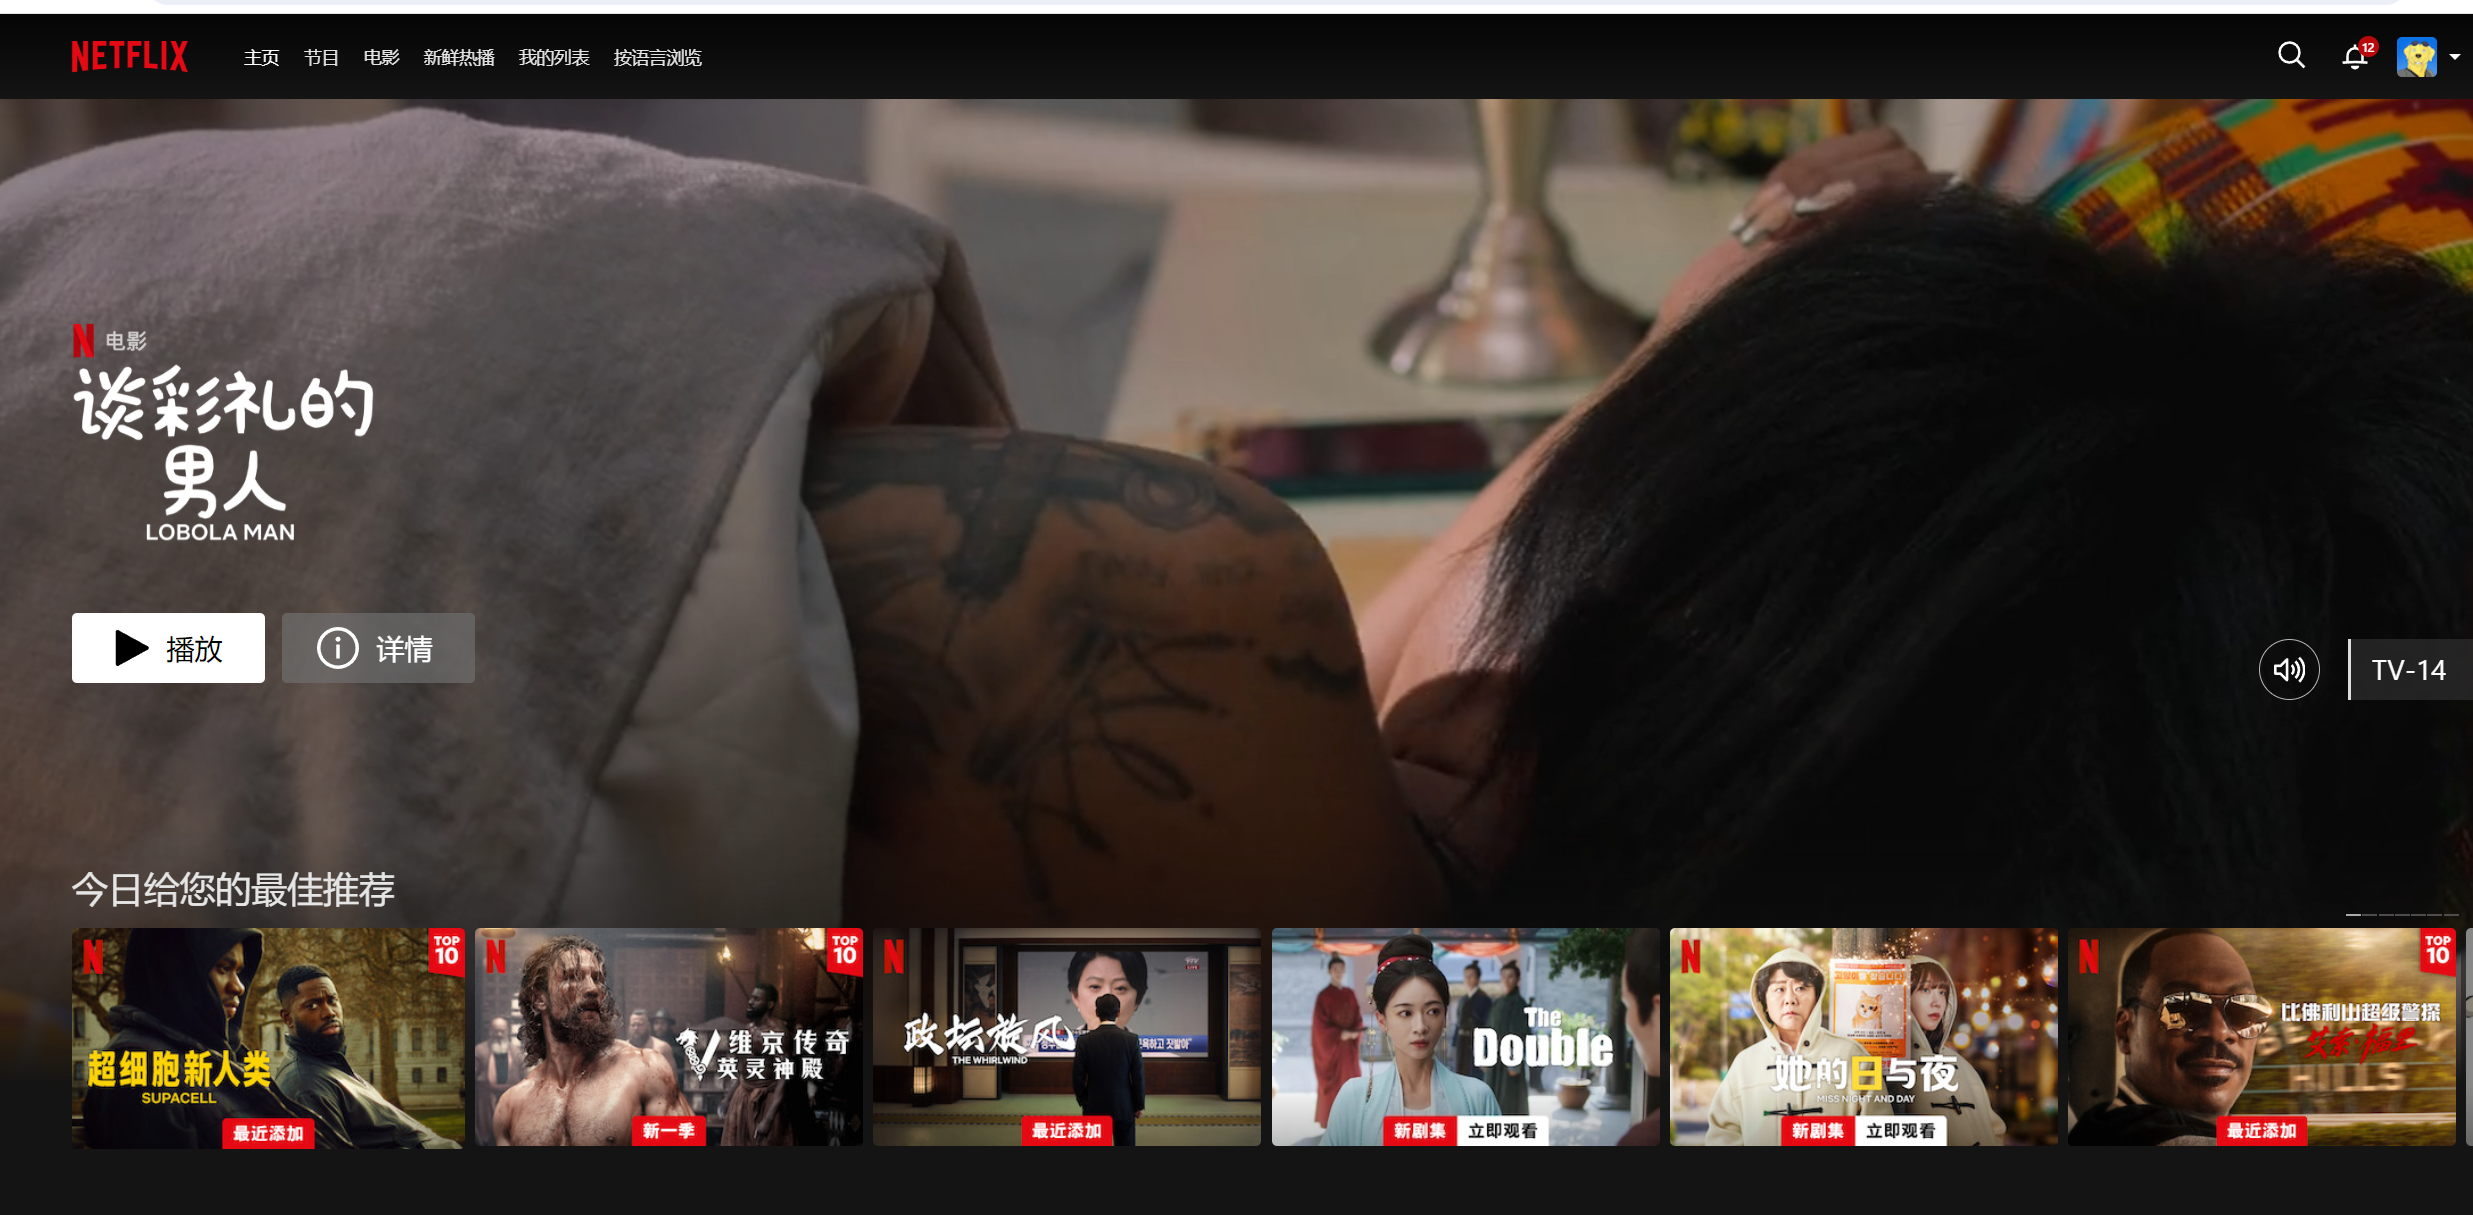 NETFLIX
主页 节目 电影 新鲜热播 我的列表 按语言浏览
12
N 电影
谈彩礼的
男人
LOBOLA MAN
播放 详情
TV-14
今日给您的最佳推荐
N
TOP
10
超细胞新人类
SUPACELL
最近添加
N
TOP
10
维京传奇
英灵神殿
新一季
N
政坛旋风
THE WHIRLWIND
最近添加
The
Double
新剧集 立即观看
N
她的日与夜
MISS NIGHT AND DAY
新剧集 立即观看
N
TOP
10
比佛利山超级警探
艾索·福里
HILLS
最近添加